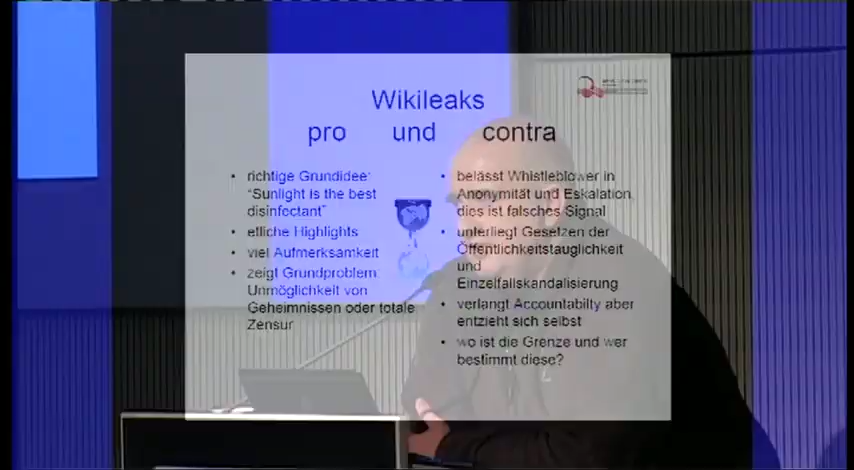 Wikileaks
pro und contra
• richtige Grundidee:
"Sunlight is the best
disinfectant"
• etliche Highlights
• viel Aufmerksamkeit
• zeigt Grundproblem:
Unmöglichkeit von
Geheimnissen oder totale
Zensur
• belässt Whistleblower in
Anonymität und Eskalation,
dies ist falsches Signal
• unterliegt Gesetzen der
Öffentlichkeitstauglichkeit
und
Einzelfallskandalisierung
• verlangt Accountabilty aber
entzieht sich selbst
• wo ist die Grenze und wer
bestimmt diese?